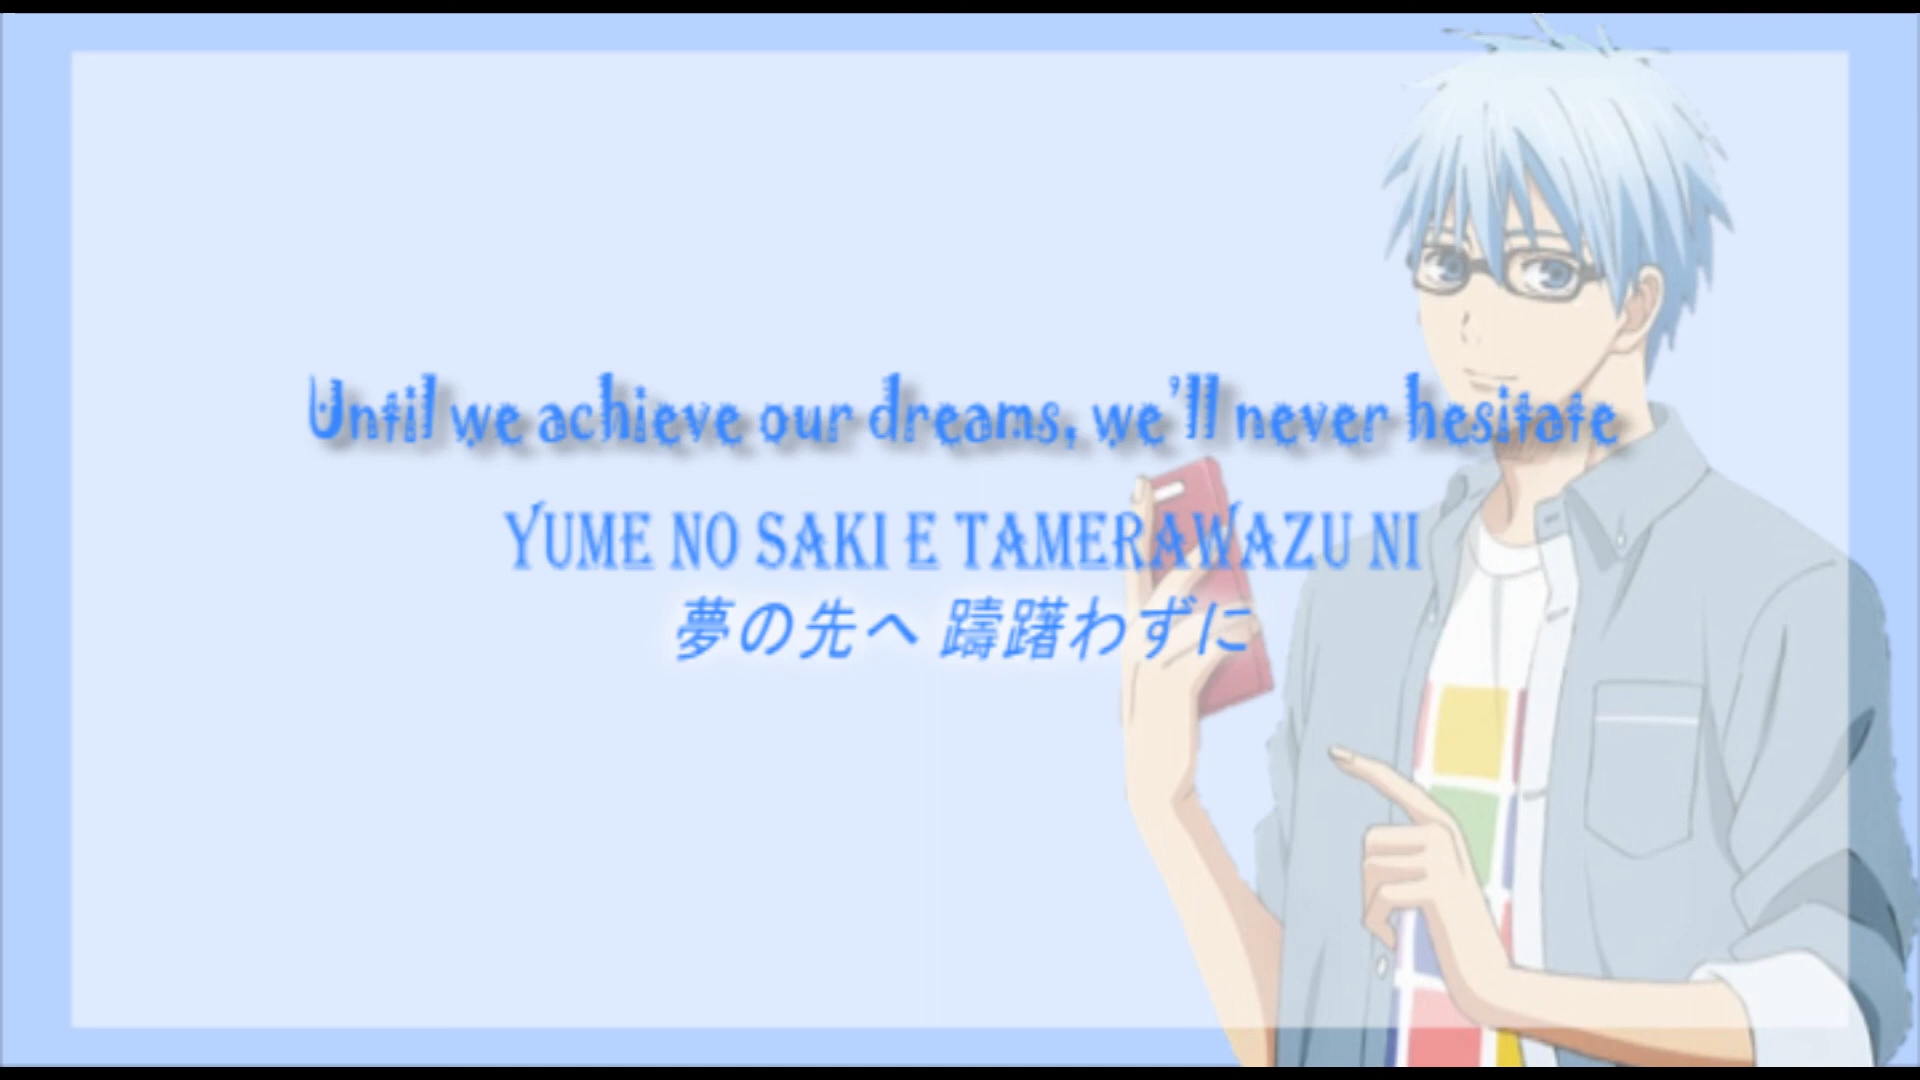 Until we achieve our dreams, we'll never hesitate
YUME NO SAKI E TAMERAWAZU NI
夢の先へ 躊躇わずに